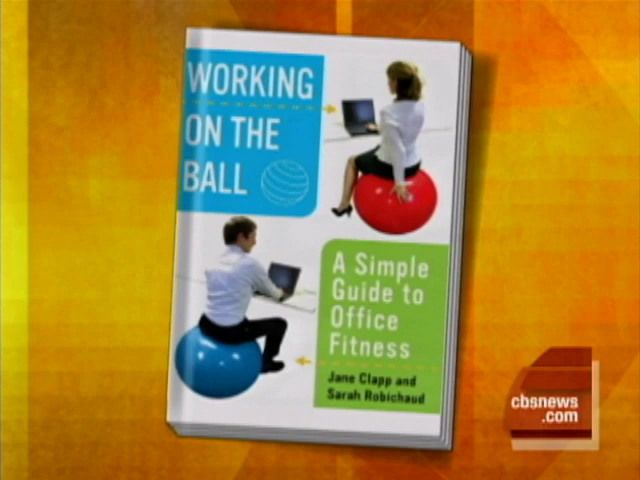 WORKING
ON THE
BALL
A Simple
Guide to
Office
Fitness
Jane Clapp and
Sarah Robichaud
cbsnews
.com